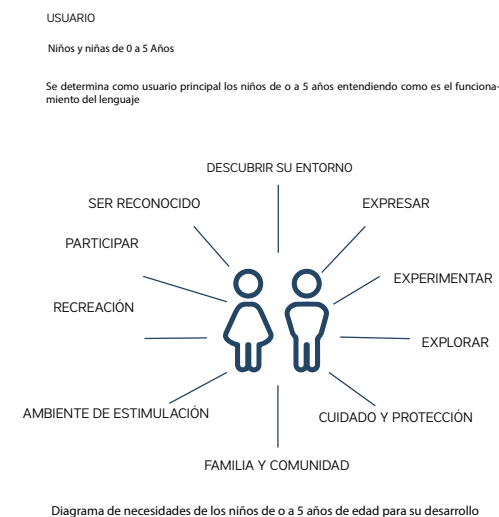 USUARIO
Niños y niñas de 0 a 5 Años
Se determina como usuario principal los niños de o a 5 años entendiendo como es el funciona-
miento del lenguaje
DESCUBRIR SU ENTORNO
SER RECONOCIDO
EXPRESAR
PARTICIPAR
EXPERIMENTAR
RECREACIÓN
EXPLORAR
AMBIENTE DE ESTIMULACIÓN
CUIDADO Y PROTECCIÓN
FAMILIA Y COMUNIDAD
Diagrama de necesidades de los niños de o a 5 años de edad para su desarrollo